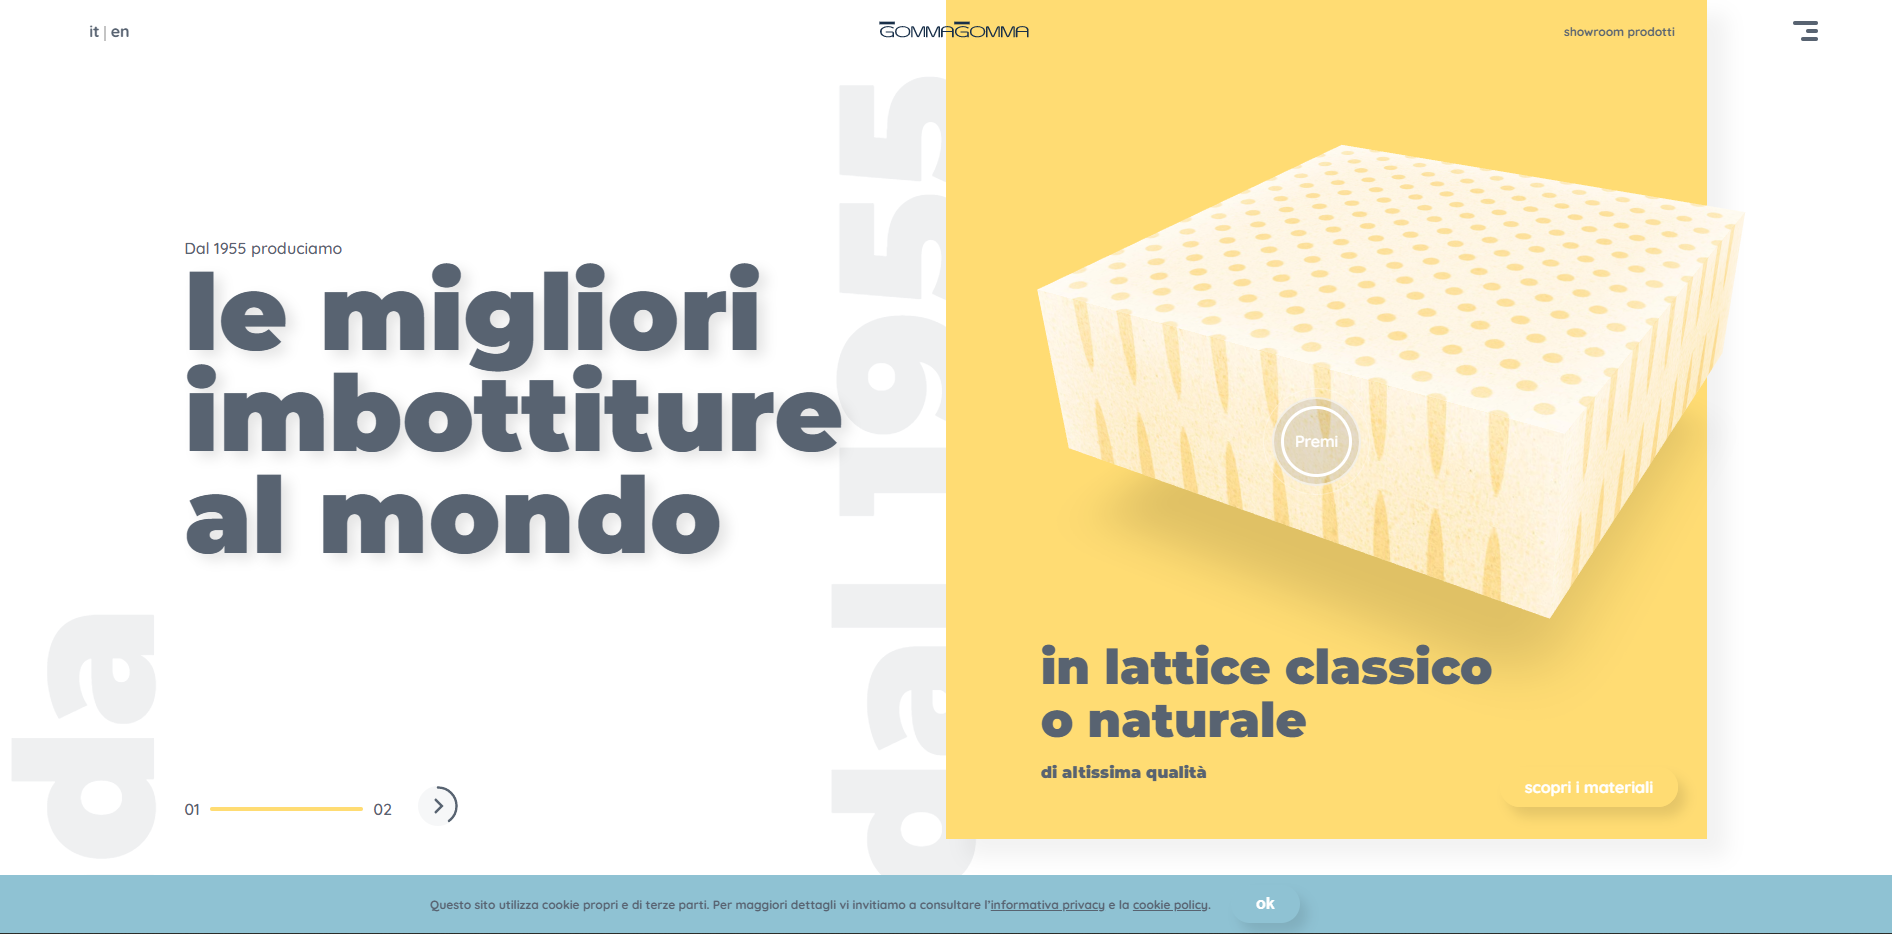 it | en
GOMMAGOMMA
showroom prodotti
dal 1955
Dal 1955 produciamo
le migliori
imbottiture
al mondo
Premi
da
in lattice classico
o naturale
di altissima qualità
scopri i materiali
01
02
Questo sito utilizza cookie propri e di terze parti. Per maggiori dettagli vi invitiamo a consultare l'informativa privacy e la cookie policy.
ok
dal